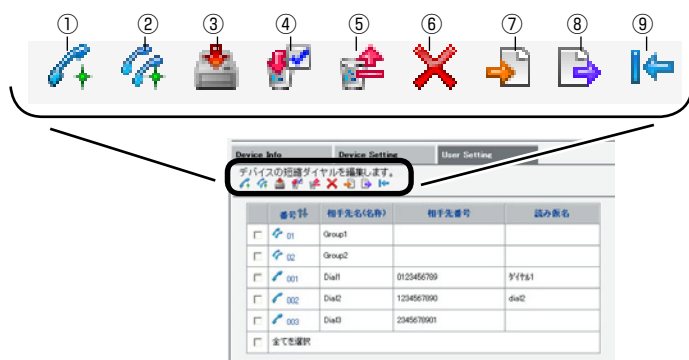 ① ② ③ ④ ⑤ ⑥ ⑦ ⑧ ⑨
Device Info Device Setting User Setting
デバイスの短縮ダイヤルを編集します。
番号 相手先名(名称) 相手先番号 読み仮名
01 Group1
02 Group2
001 Dial1 0123456789 ダイヤル1
002 Dial2 1234567890 dial2
003 Dial3 2345678901
全てを選択